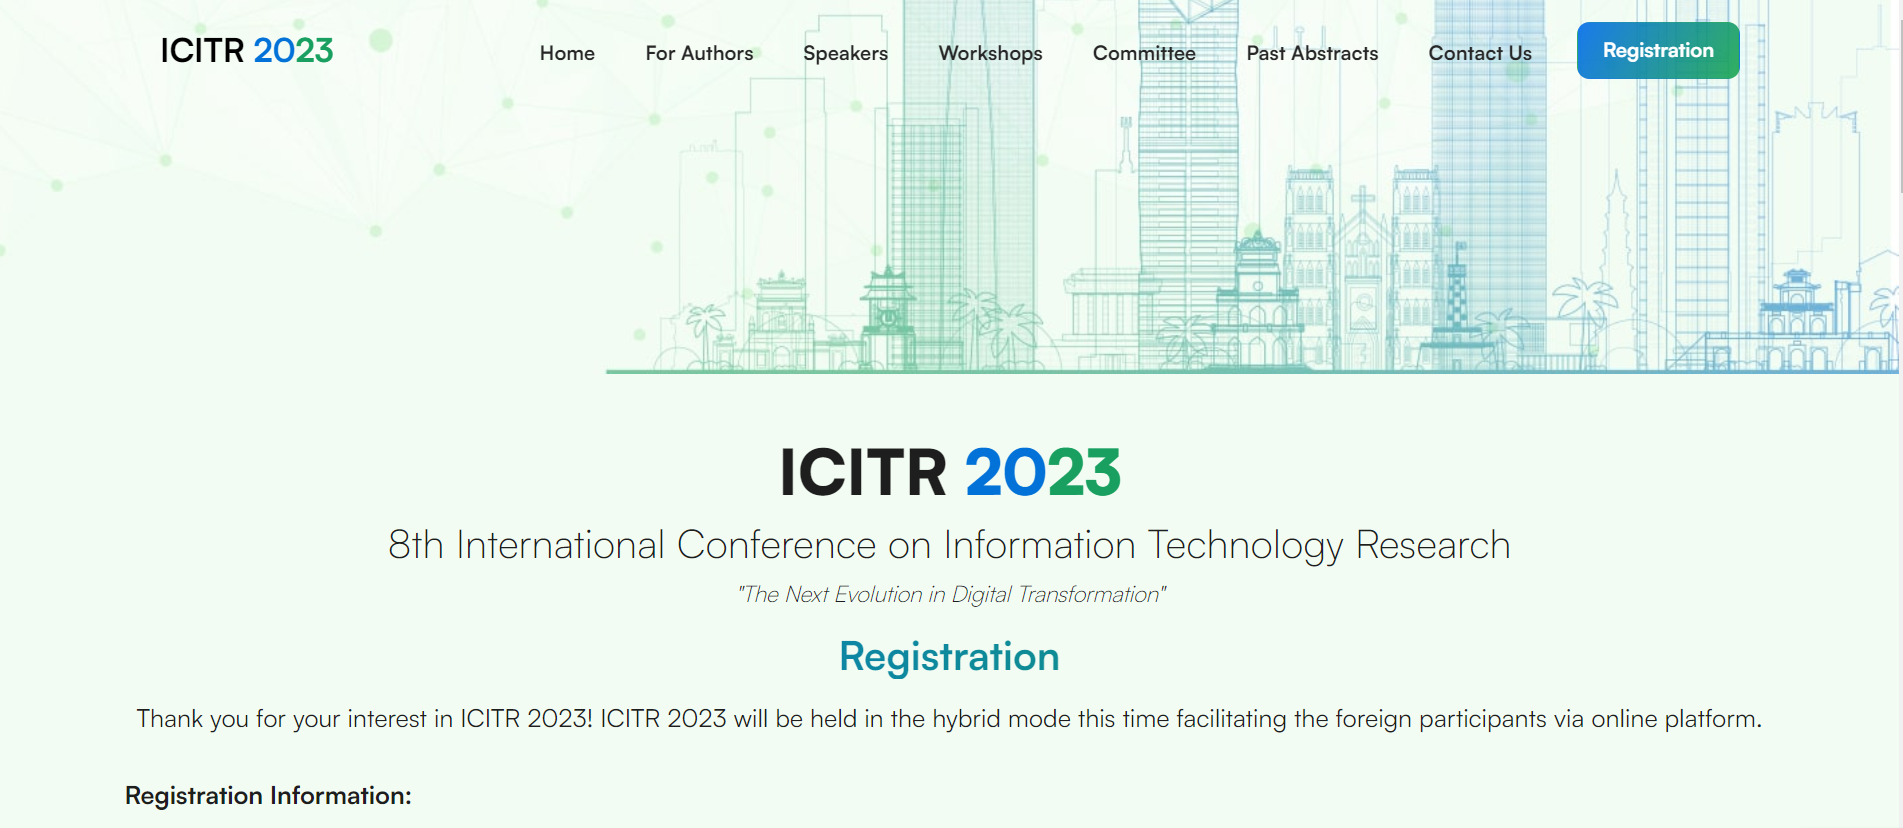 ICITR 2023
Home
For Authors
Speakers
Workshops
Committee
Past Abstracts
Contact Us
Registration
ICITR 2023
8th International Conference on Information Technology Research
"The Next Evolution in Digital Transformation"
Registration
Thank you for your interest in ICITR 2023! ICITR 2023 will be held in the hybrid mode this time facilitating the foreign participants via online platform.
Registration Information: